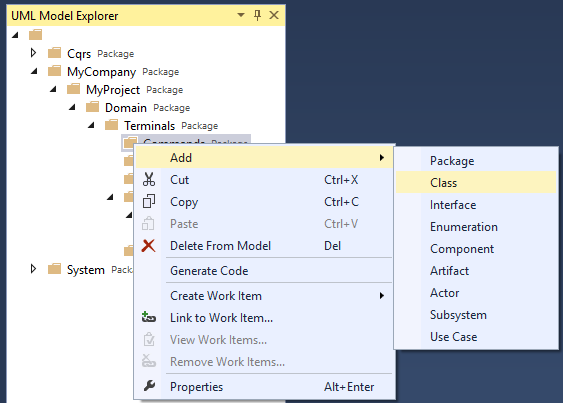 UML Model Explorer
Cqrs Package
MyCompany Package
MyProject Package
Domain Package
Terminals Package
Commands Package
Add
Cut Ctrl+X
Copy Ctrl+C
Paste Ctrl+V
Delete From Model Del
Generate Code
Create Work Item
Link to Work Item...
View Work Items...
Remove Work Items...
Properties Alt+Enter
Package
Class
Interface
Enumeration
Component
Artifact
Actor
Subsystem
Use Case
System